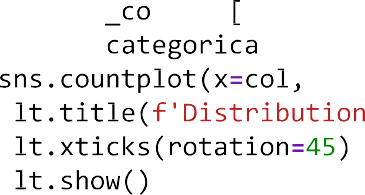 _co [
categorica
sns.countplot(x=col,
lt.title(f'Distribution
lt.xticks(rotation=45)
lt.show()